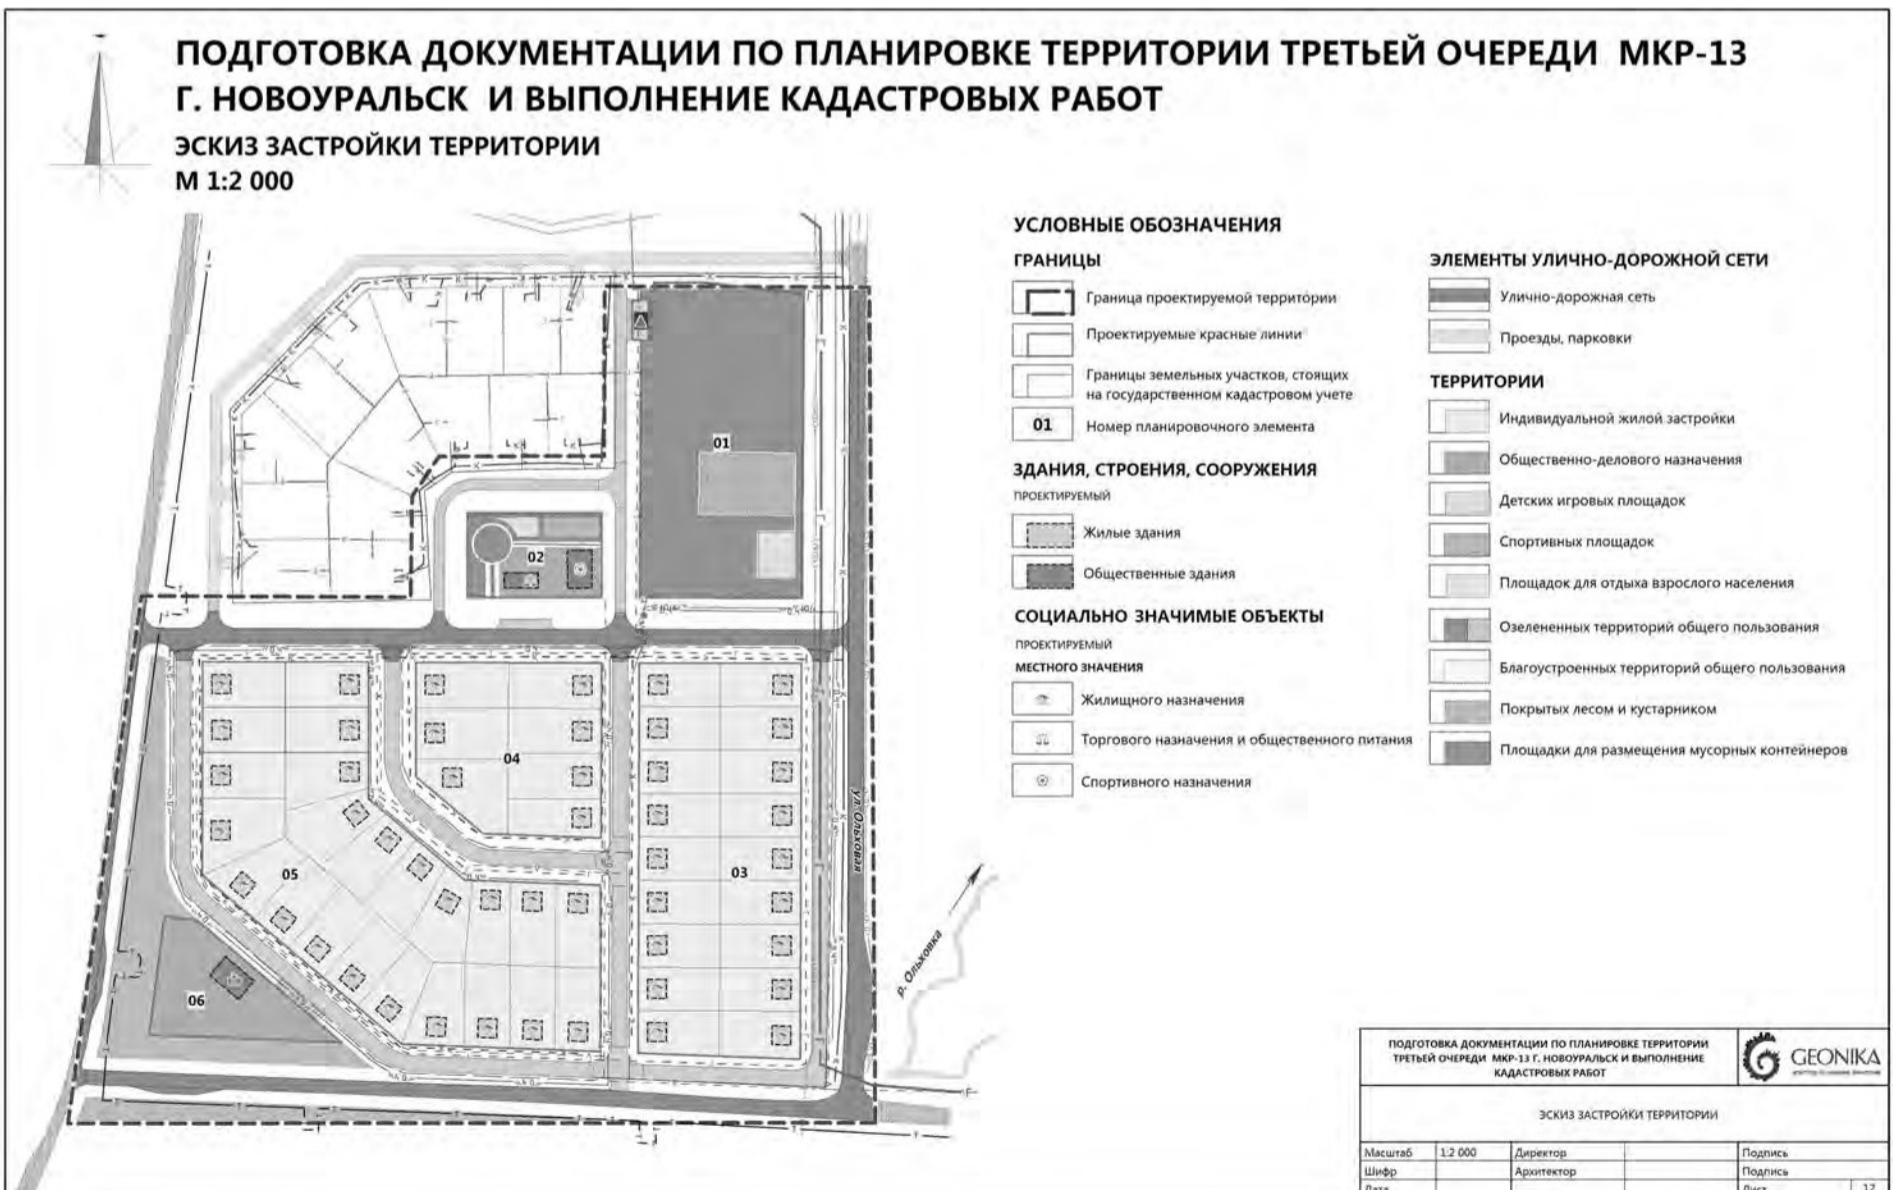 ПОДГОТОВКА ДОКУМЕНТАЦИИ ПО ПЛАНИРОВКЕ ТЕРРИТОРИИ ТРЕТЬЕЙ ОЧЕРЕДИ МКР-13
Г. НОВОУРАЛЬСК И ВЫПОЛНЕНИЕ КАДАСТРОВЫХ РАБОТ
ЭСКИЗ ЗАСТРОЙКИ ТЕРРИТОРИИ
М 1:2 000
01
02
04
05
03
06
ул. Ольховая
р. Ольховка
УСЛОВНЫЕ ОБОЗНАЧЕНИЯ
ГРАНИЦЫ
Граница проектируемой территории
Проектируемые красные линии
Границы земельных участков, стоящих
на государственном кадастровом учете
01 Номер планировочного элемента
ЗДАНИЯ, СТРОЕНИЯ, СООРУЖЕНИЯ
ПРОЕКТИРУЕМЫЙ
Жилые здания
Общественные здания
СОЦИАЛЬНО ЗНАЧИМЫЕ ОБЪЕКТЫ
ПРОЕКТИРУЕМЫЙ
МЕСТНОГО ЗНАЧЕНИЯ
Жилищного назначения
Торгового назначения и общественного питания
Спортивного назначения
ЭЛЕМЕНТЫ УЛИЧНО-ДОРОЖНОЙ СЕТИ
Улично-дорожная сеть
Проезды, парковки
ТЕРРИТОРИИ
Индивидуальной жилой застройки
Общественно-делового назначения
Детских игровых площадок
Спортивных площадок
Площадок для отдыха взрослого населения
Озелененных территорий общего пользования
Благоустроенных территорий общего пользования
Покрытых лесом и кустарником
Площадки для размещения мусорных контейнеров
ПОДГОТОВКА ДОКУМЕНТАЦИИ ПО ПЛАНИРОВКЕ ТЕРРИТОРИИ
ТРЕТЬЕЙ ОЧЕРЕДИ МКР-13 Г. НОВОУРАЛЬСК И ВЫПОЛНЕНИЕ
КАДАСТРОВЫХ РАБОТ
GEONIKA
ЭСКИЗ ЗАСТРОЙКИ ТЕРРИТОРИИ
Масштаб 1:2 000 Директор Подпись
Шифр Архитектор Подпись
Дата Лист 12